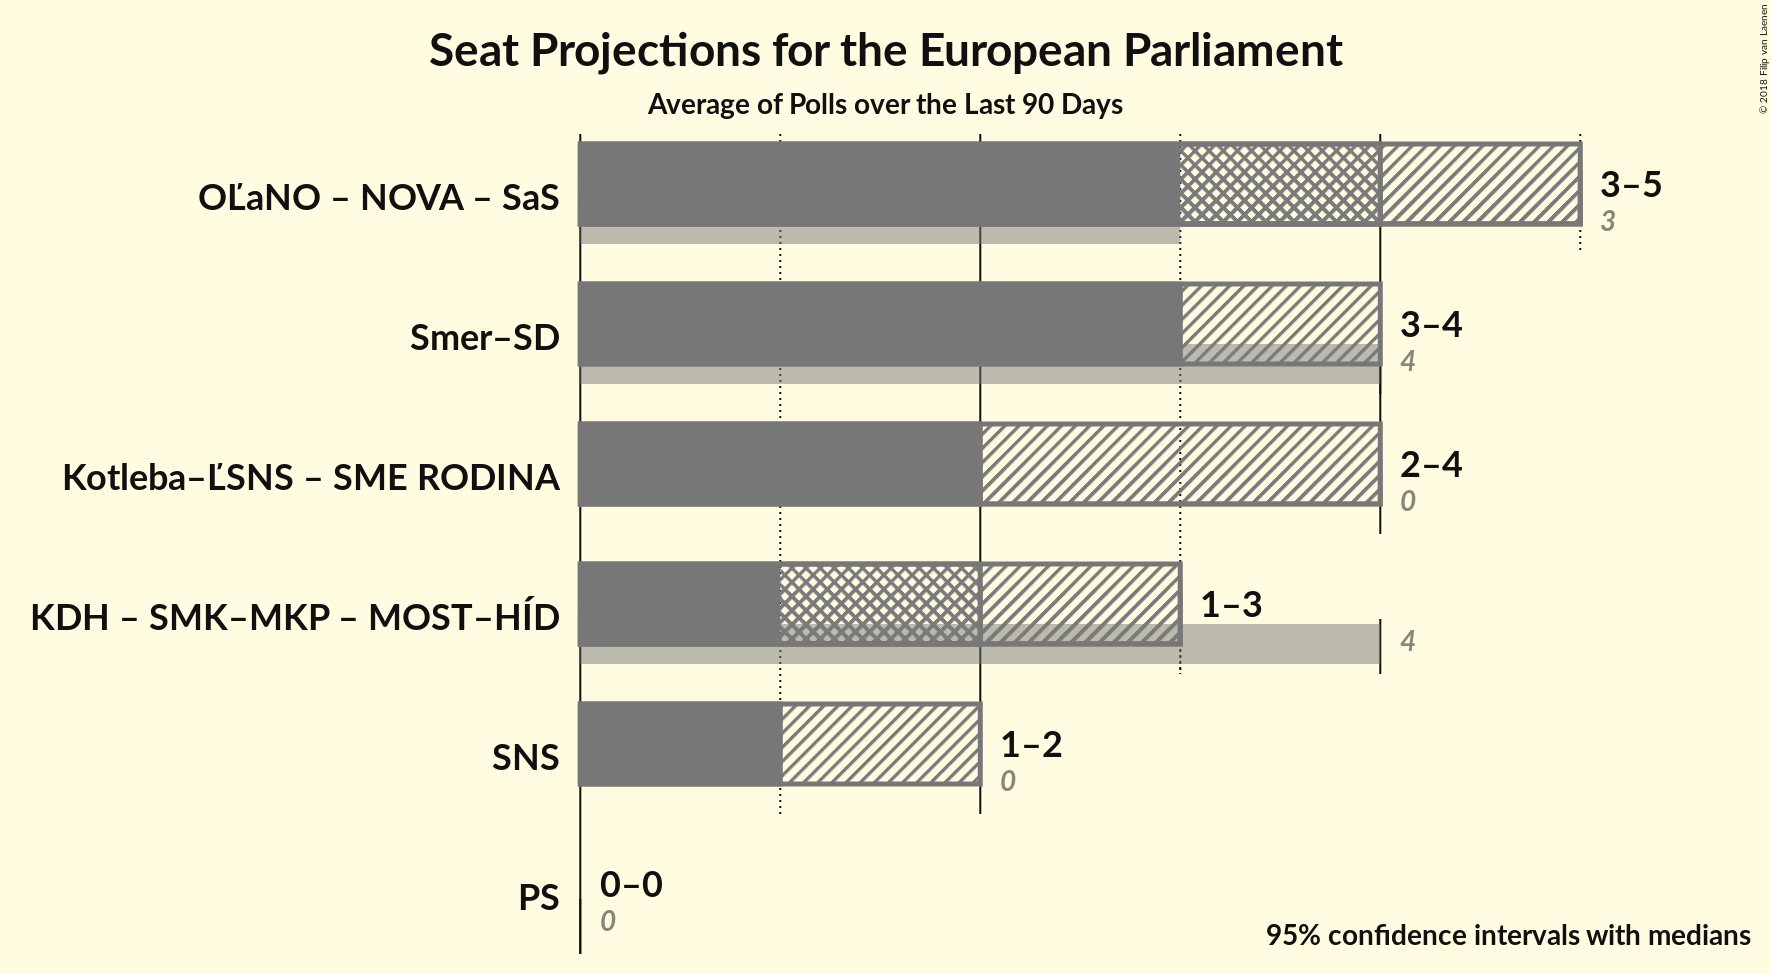 Seat Projections for the European Parliament
Average of Polls over the Last 90 Days
© 2018 Filip van Laenen
OĽaNO – NOVA – SaS
3–5
3
Smer–SD
3–4
4
Kotleba–ĽSNS – SME RODINA
2–4
0
KDH – SMK–MKP – MOST–HÍD
1–3
4
SNS
1–2
0
PS
0–0
0
95% confidence intervals with medians